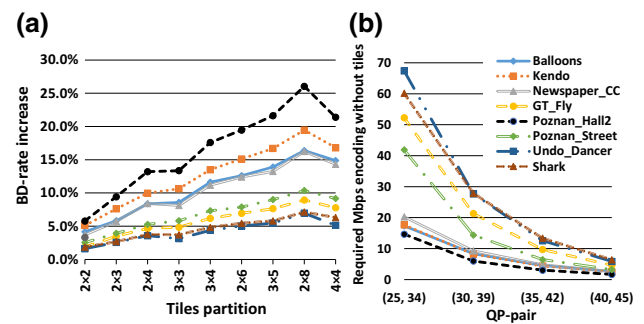 (a)
BD-rate increase
30.0%
25.0%
20.0%
15.0%
10.0%
5.0%
0.0%
2×2
2×3
2×4
3×3
3×4
2×6
3×5
2×8
4×4
Tiles partition
(b)
Required Mbps encoding without tiles
70
60
50
40
30
20
10
0
(25, 34)
(30, 39)
(35, 42)
(40, 45)
QP-pair
Balloons
Kendo
Newspaper_CC
GT_Fly
Poznan_Hall2
Poznan_Street
Undo_Dancer
Shark